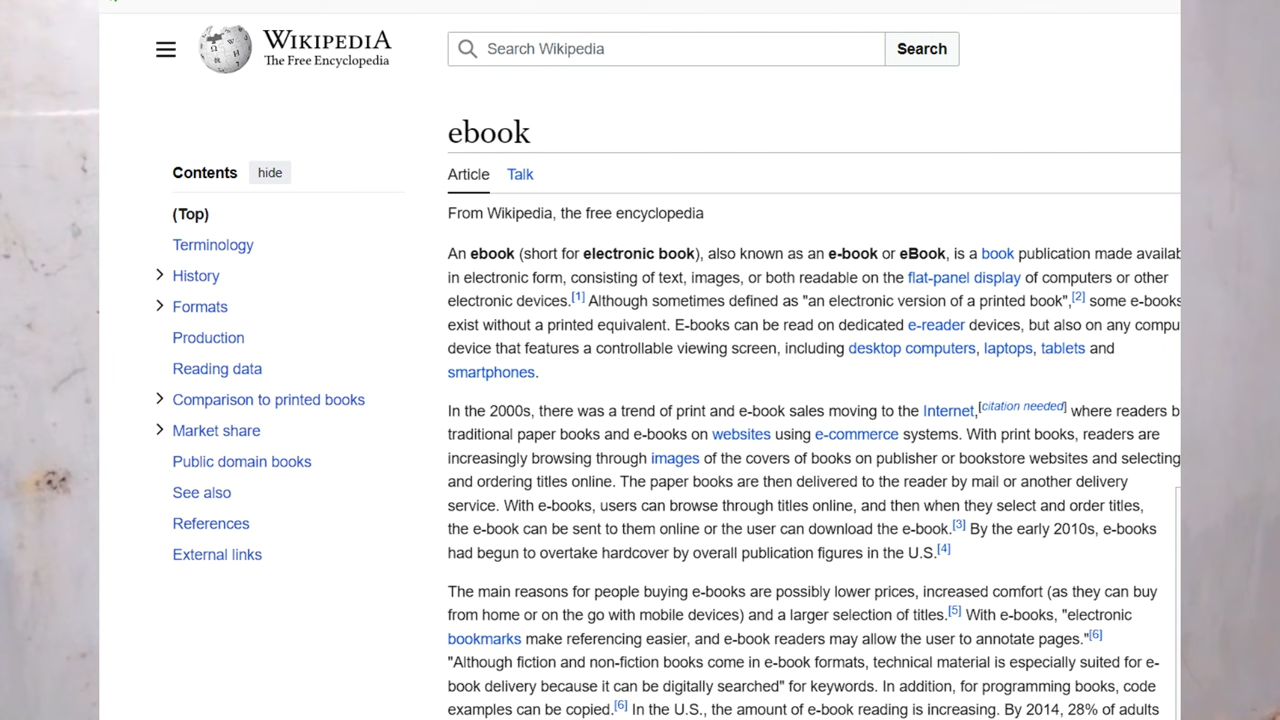 WIKIPEDIA
The Free Encyclopedia
Search Wikipedia
Search
ebook
Contents hide
(Top)
Terminology
History
Formats
Production
Reading data
Comparison to printed books
Market share
Public domain books
See also
References
External links
Article Talk
From Wikipedia, the free encyclopedia
An ebook (short for electronic book), also known as an e-book or eBook, is a book publication made availab
in electronic form, consisting of text, images, or both readable on the flat-panel display of computers or other
electronic devices.[1] Although sometimes defined as "an electronic version of a printed book",[2] some e-books
exist without a printed equivalent. E-books can be read on dedicated e-reader devices, but also on any compu
device that features a controllable viewing screen, including desktop computers, laptops, tablets and
smartphones.
In the 2000s, there was a trend of print and e-book sales moving to the Internet,[citation needed] where readers b
traditional paper books and e-books on websites using e-commerce systems. With print books, readers are
increasingly browsing through images of the covers of books on publisher or bookstore websites and selecting
and ordering titles online. The paper books are then delivered to the reader by mail or another delivery
service. With e-books, users can browse through titles online, and then when they select and order titles,
the e-book can be sent to them online or the user can download the e-book.[3] By the early 2010s, e-books
had begun to overtake hardcover by overall publication figures in the U.S.[4]
The main reasons for people buying e-books are possibly lower prices, increased comfort (as they can buy
from home or on the go with mobile devices) and a larger selection of titles.[5] With e-books, "electronic
bookmarks make referencing easier, and e-book readers may allow the user to annotate pages."[6]
"Although fiction and non-fiction books come in e-book formats, technical material is especially suited for e-
book delivery because it can be digitally searched" for keywords. In addition, for programming books, code
examples can be copied.[6] In the U.S., the amount of e-book reading is increasing. By 2014, 28% of adults